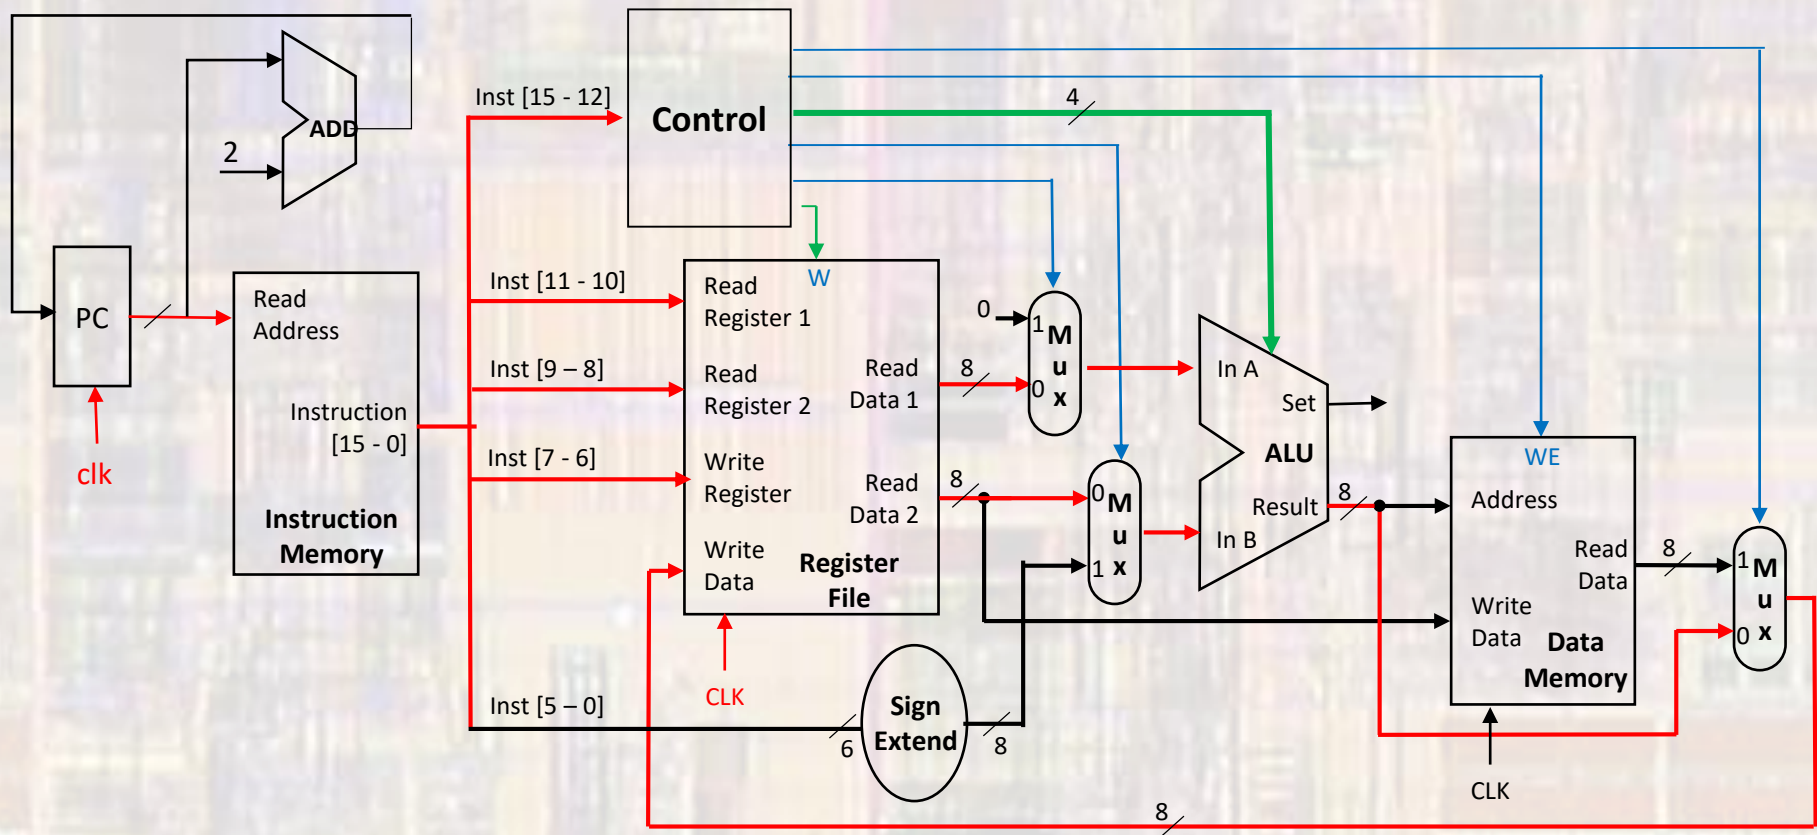 ADD
2
PC
clk
Read
Address
Instruction
[15 - 0]
Instruction
Memory
Inst [15 - 12]
Control
4
Inst [11 - 10]
Inst [9 – 8]
Inst [7 - 6]
Inst [5 – 0]
W
Read
Register 1
Read
Register 2
Write
Register
Write
Data
Read
Data 1
Read
Data 2
Register
File
CLK
8
8
6
Sign
Extend
8
0
1
0
M
u
x
0
1
M
u
x
In A
Set
ALU
Result
In B
8
WE
Address
Read
Data
Write
Data
Data
Memory
CLK
8
1
0
M
u
x
8